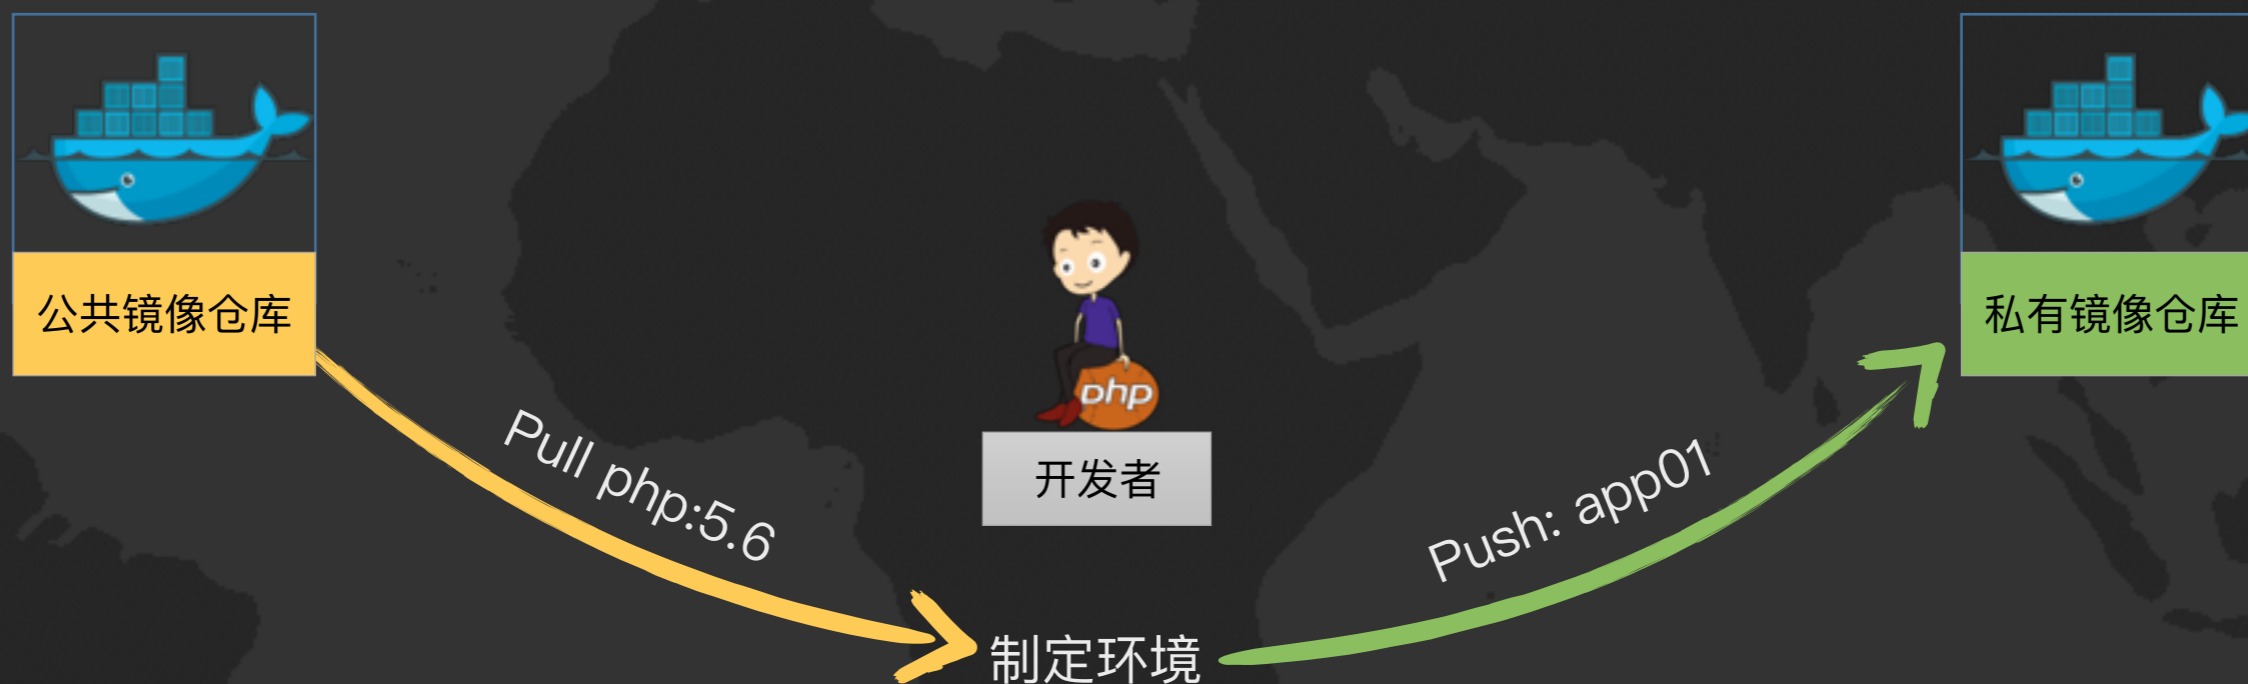 公共镜像仓库
私有镜像仓库
php
开发者
Pull php:5.6
Push: app01
制定环境